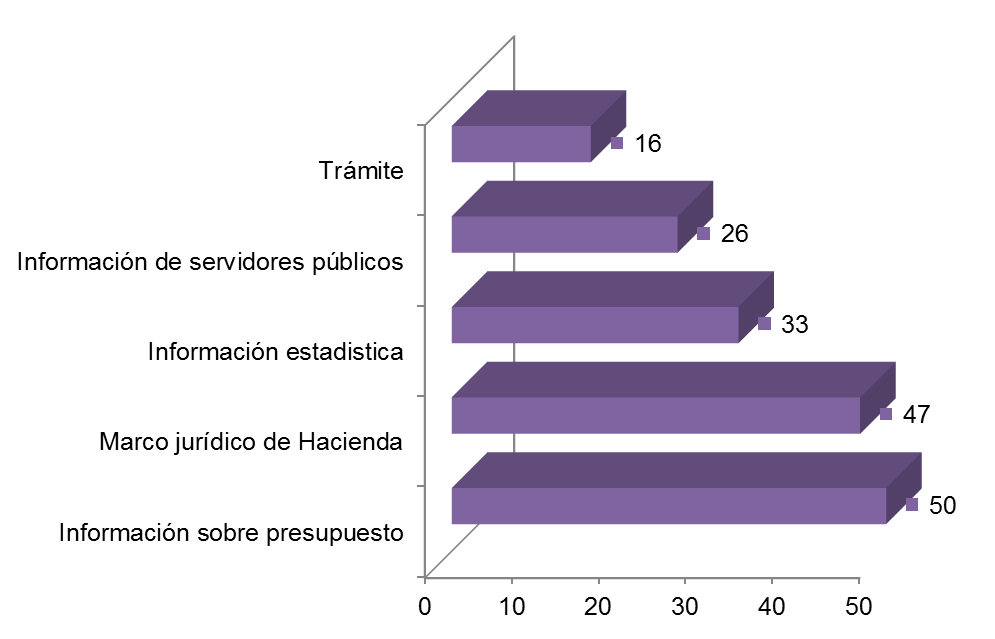 Trámite 16
Información de servidores públicos 26
Información estadistica 33
Marco jurídico de Hacienda 47
Información sobre presupuesto 50
0 10 20 30 40 50